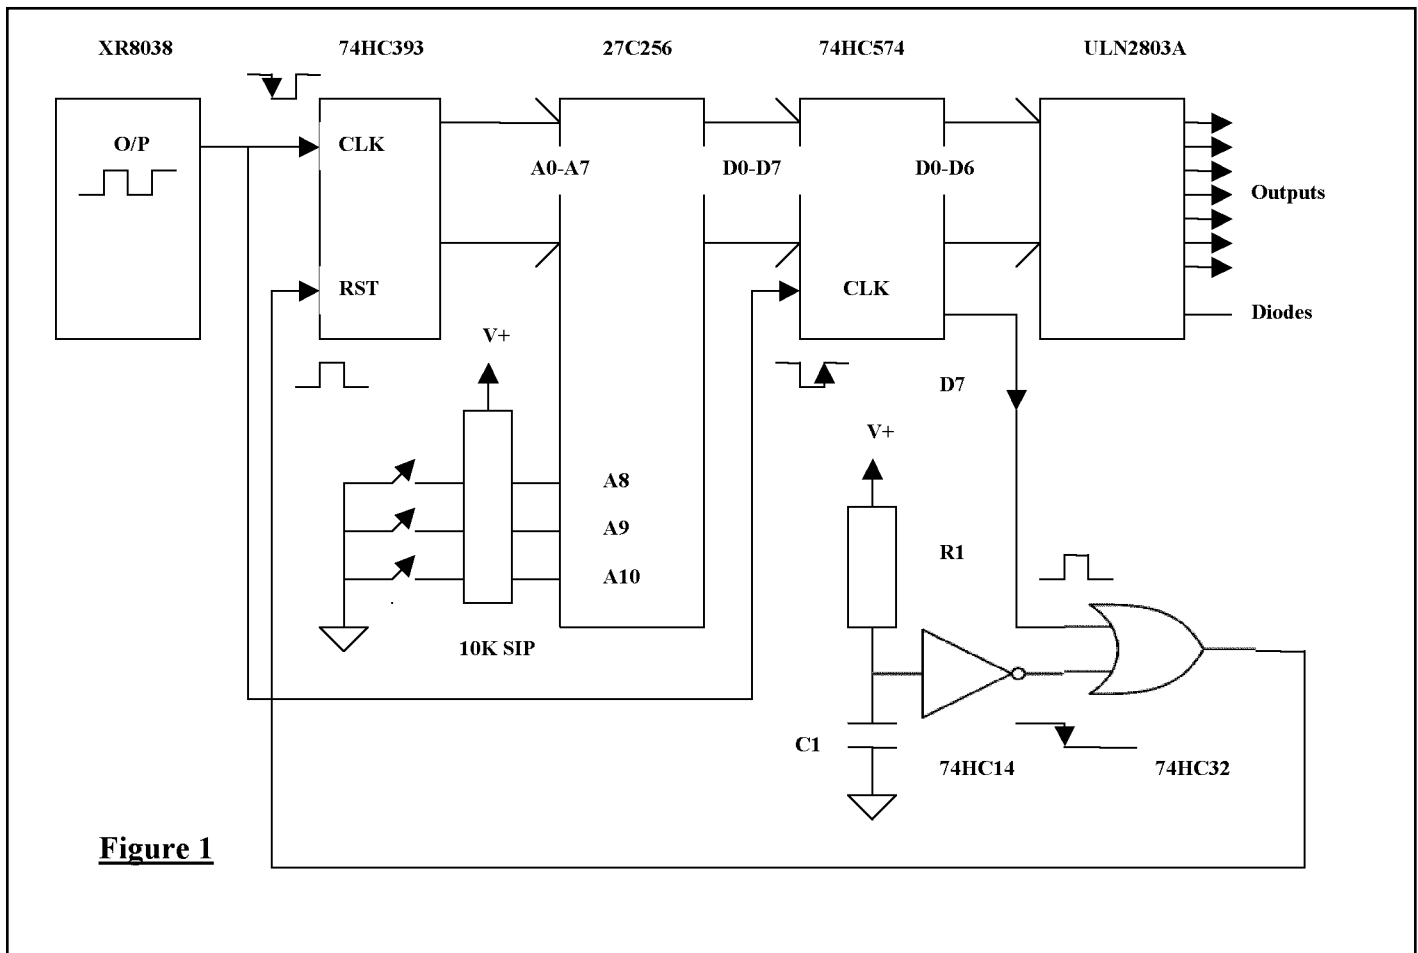 XR8038 74HC393 27C256 74HC574 ULN2803A
O/P CLK
A0-A7 D0-D7 D0-D6
Outputs
RST CLK
Diodes
V+
D7
V+
A8
A9
R1
A10
10K SIP
C1
74HC14 74HC32
Figure 1